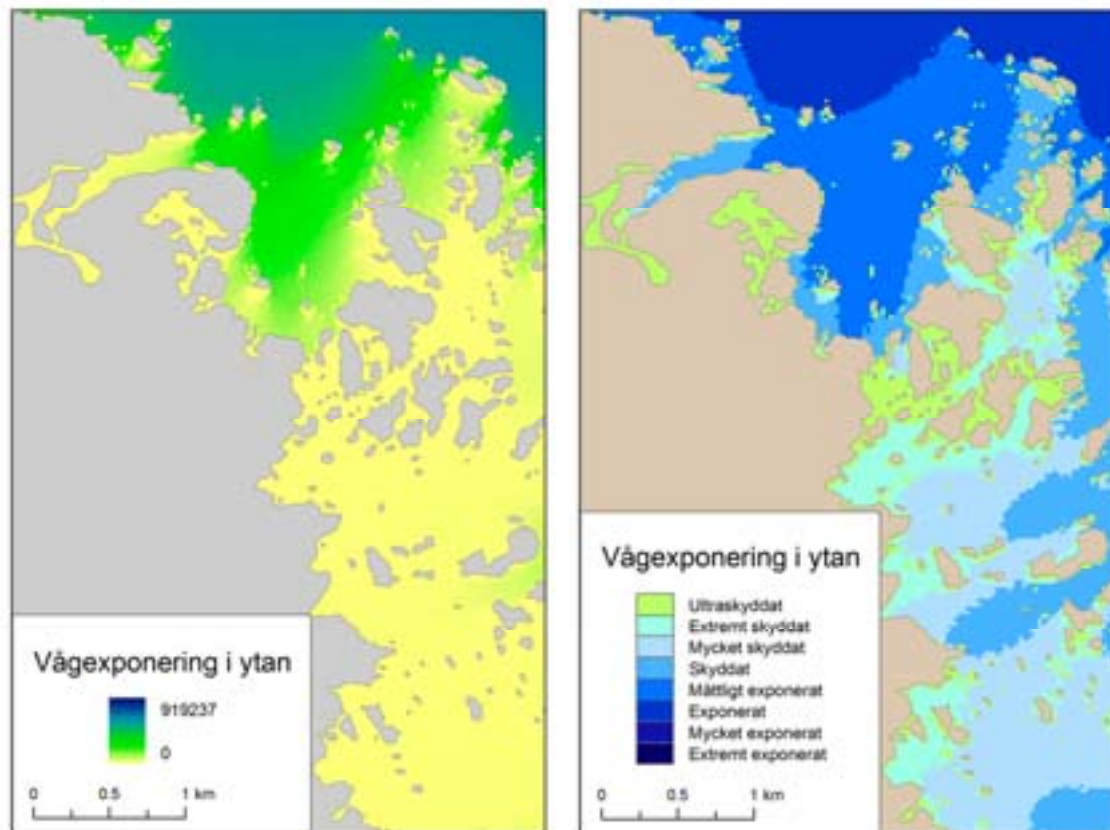 Vågexponering i ytan
919237
0
0 0.5 1 km
Vågexponering i ytan
Ultraskyddat
Extremt skyddat
Mycket skyddat
Skyddat
Måttligt exponerat
Exponerat
Mycket exponerat
Extremt exponerat
0 0.5 1 km